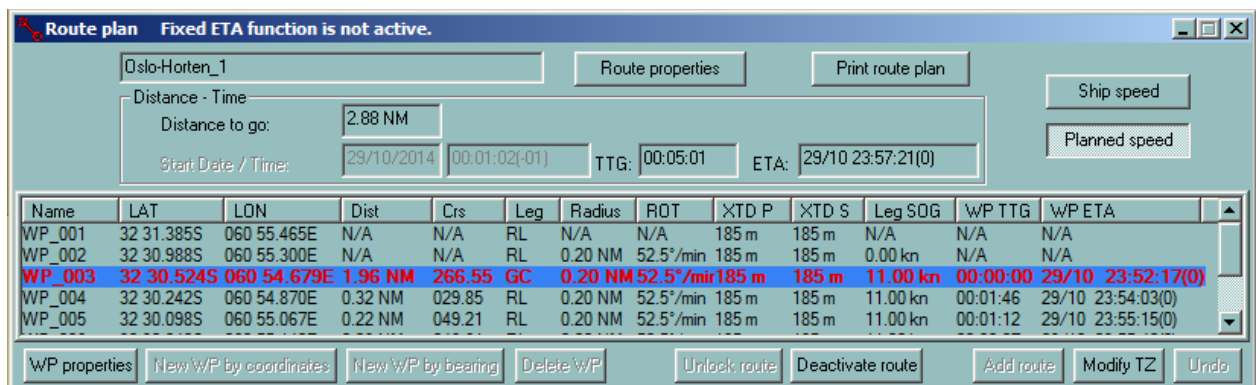 Route plan Fixed ETA function is not active.
Oslo-Horten_1 Route properties Print route plan
Ship speed
Distance - Time
Distance to go: 2.88 NM
Planned speed
Start Date / Time: 29/10/2014 00:01:02(-01) TTG: 00:05:01 ETA: 29/10 23:57:21(0)
Name LAT LON Dist Crs Leg Radius ROT XTD P XTD S Leg SOG WP TTG WP ETA
WP_001 32 31.385S 060 55.465E N/A N/A RL N/A N/A 185 m 185 m N/A N/A N/A
WP_002 32 30.988S 060 55.300E N/A N/A RL 0.20 NM 52.5°/min 185 m 185 m 0.00 kn N/A N/A
WP_003 32 30.524S 060 54.679E 1.96 NM 266.55 GC 0.20 NM 52.5°/min 185 m 185 m 11.00 kn 00:00:00 29/10 23:52:17(0)
WP_004 32 30.242S 060 54.870E 0.32 NM 029.85 RL 0.20 NM 52.5°/min 185 m 185 m 11.00 kn 00:01:46 29/10 23:54:03(0)
WP_005 32 30.098S 060 55.067E 0.22 NM 049.21 RL 0.20 NM 52.5°/min 185 m 185 m 11.00 kn 00:01:12 29/10 23:55:15(0)
WP properties New WP by coordinates New WP by bearing Delete WP Unlock route Deactivate route Add route Modify TZ Undo